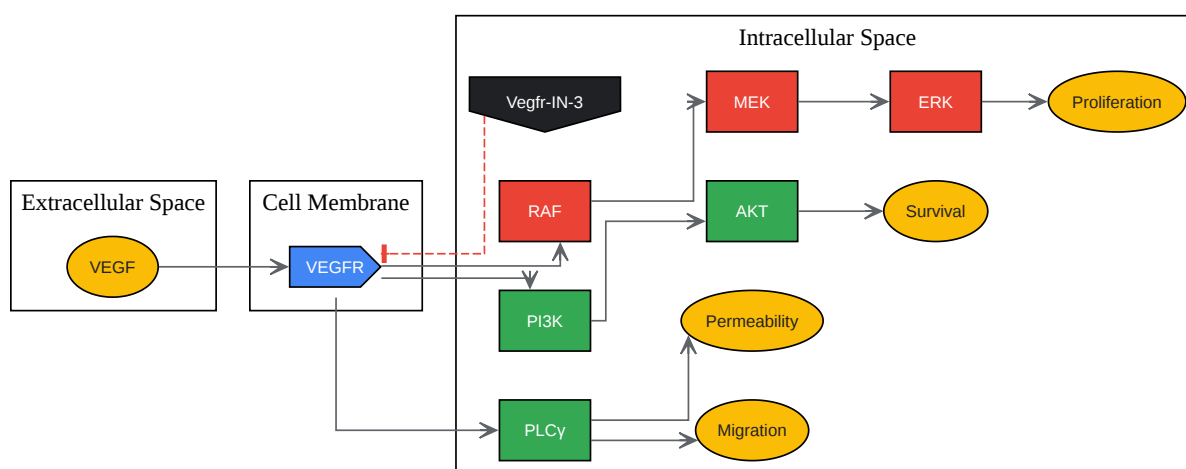 Intracellular Space
Vegfr-IN-3
MEK
ERK
Proliferation
Extracellular Space
Cell Membrane
RAF
AKT
Survival
VEGF
VEGFR
PI3K
Permeability
PLCγ
Migration